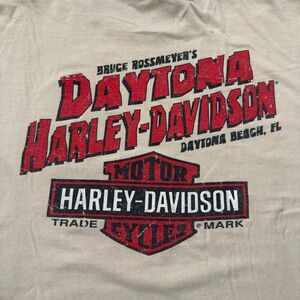 BRUCE ROSSMEYER'S
DAYTONA
HARLEY-DAVIDSON®
DAYTONA BEACH, FL
MOTOR
HARLEY-DAVIDSON
TRADE ® MARK
CYCLES